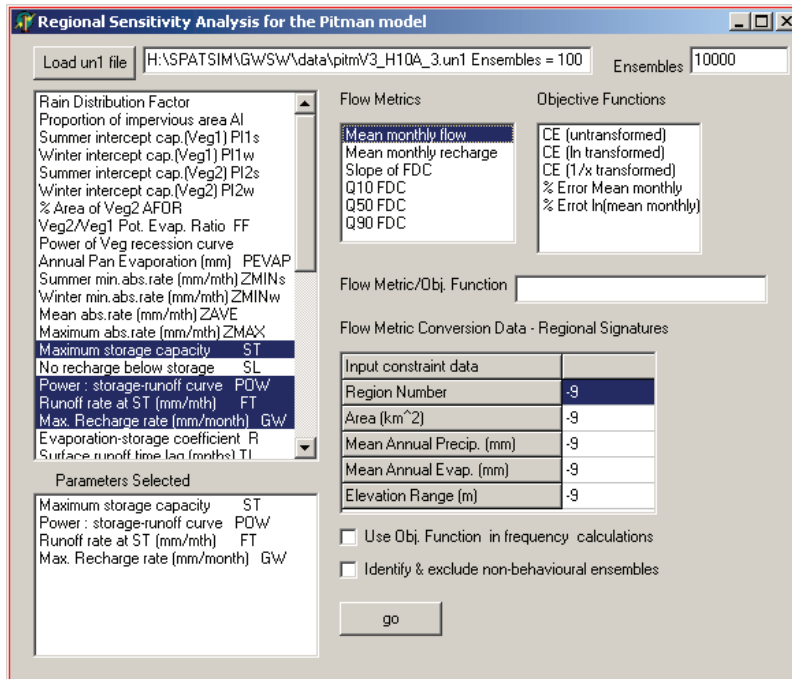 Regional Sensitivity Analysis for the Pitman model
Load un1 file
H:\SPATSIM\GWSW\data\pitmV3_H10A_3.un1 Ensembles = 100
Ensembles 10000
Rain Distribution Factor
Proportion of impervious area AI
Summer intercept cap.(Veg1) PI1s
Winter intercept cap.(Veg1) PI1w
Summer intercept cap.(Veg2) PI2s
Winter intercept cap.(Veg2) PI2w
% Area of Veg2 AFOR
Veg2/Veg1 Pot. Evap. Ratio FF
Power of Veg recession curve
Annual Pan Evaporation (mm) PEVAP
Summer min.abs.rate (mm/mth) ZMINs
Winter min.abs.rate (mm/mth) ZMINw
Mean abs.rate (mm/mth) ZAVE
Maximum abs.rate (mm/mth) ZMAX
Maximum storage capacity ST
No recharge below storage SL
Power : storage-runoff curve POW
Runoff rate at ST (mm/mth) FT
Max. Recharge rate (mm/month) GW
Evaporation-storage coefficient R
Surface runoff time lag (mnths) TL
Parameters Selected
Maximum storage capacity ST
Power : storage-runoff curve POW
Runoff rate at ST (mm/mth) FT
Max. Recharge rate (mm/month) GW
Flow Metrics
Mean monthly flow
Mean monthly recharge
Slope of FDC
Q10 FDC
Q50 FDC
Q90 FDC
Objective Functions
CE (untransformed)
CE (ln transformed)
CE (1/x transformed)
% Error Mean monthly
% Errot ln(mean monthly)
Flow Metric/Obj. Function
Flow Metric Conversion Data - Regional Signatures
Input constraint data
Region Number -9
Area (km^2) -9
Mean Annual Precip. (mm) -9
Mean Annual Evap. (mm) -9
Elevation Range (m) -9
Use Obj. Function in frequency calculations
Identify & exclude non-behavioural ensembles
go